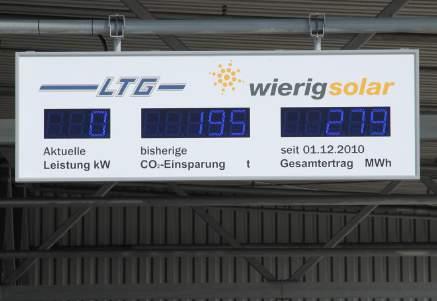 LTG wierigsolar
0 195 279
Aktuelle bisherige seit 01.12.2010
Leistung kW CO₂-Einsparung t Gesamtertrag MWh